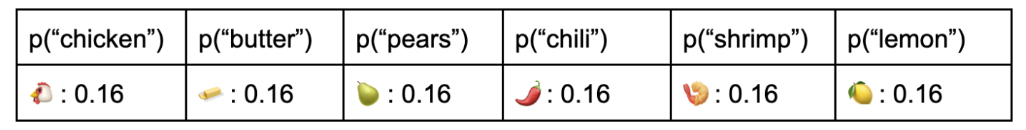 p(“chicken”) p(“butter”) p(“pears”) p(“chili”) p(“shrimp”) p(“lemon”)
🐔 : 0.16 🧈 : 0.16 🍐 : 0.16 🌶️ : 0.16 🍤 : 0.16 🍋 : 0.16